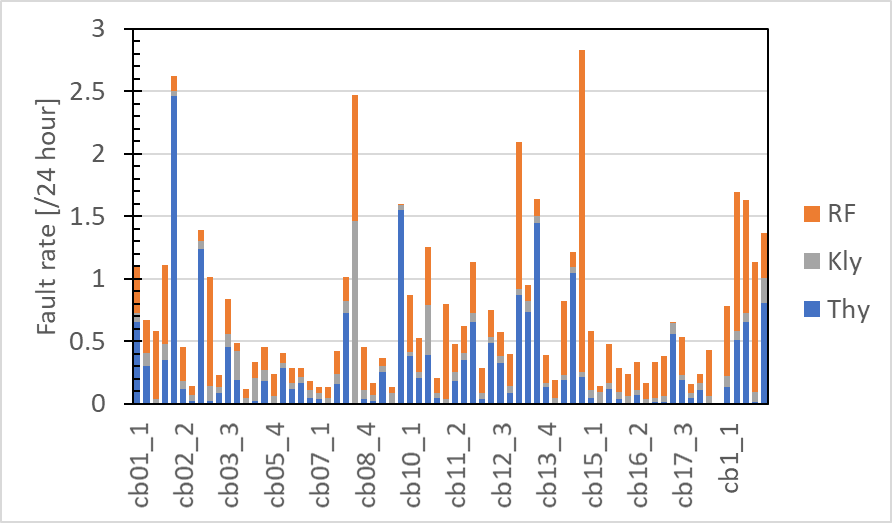 3
2.5
2
1.5
1
0.5
0
Fault rate [/24 hour]
RF
Kly
Thy
cb01_1
cb02_2
cb03_3
cb05_4
cb07_1
cb08_4
cb10_1
cb11_2
cb12_3
cb13_4
cb15_1
cb16_2
cb17_3
cb1_1